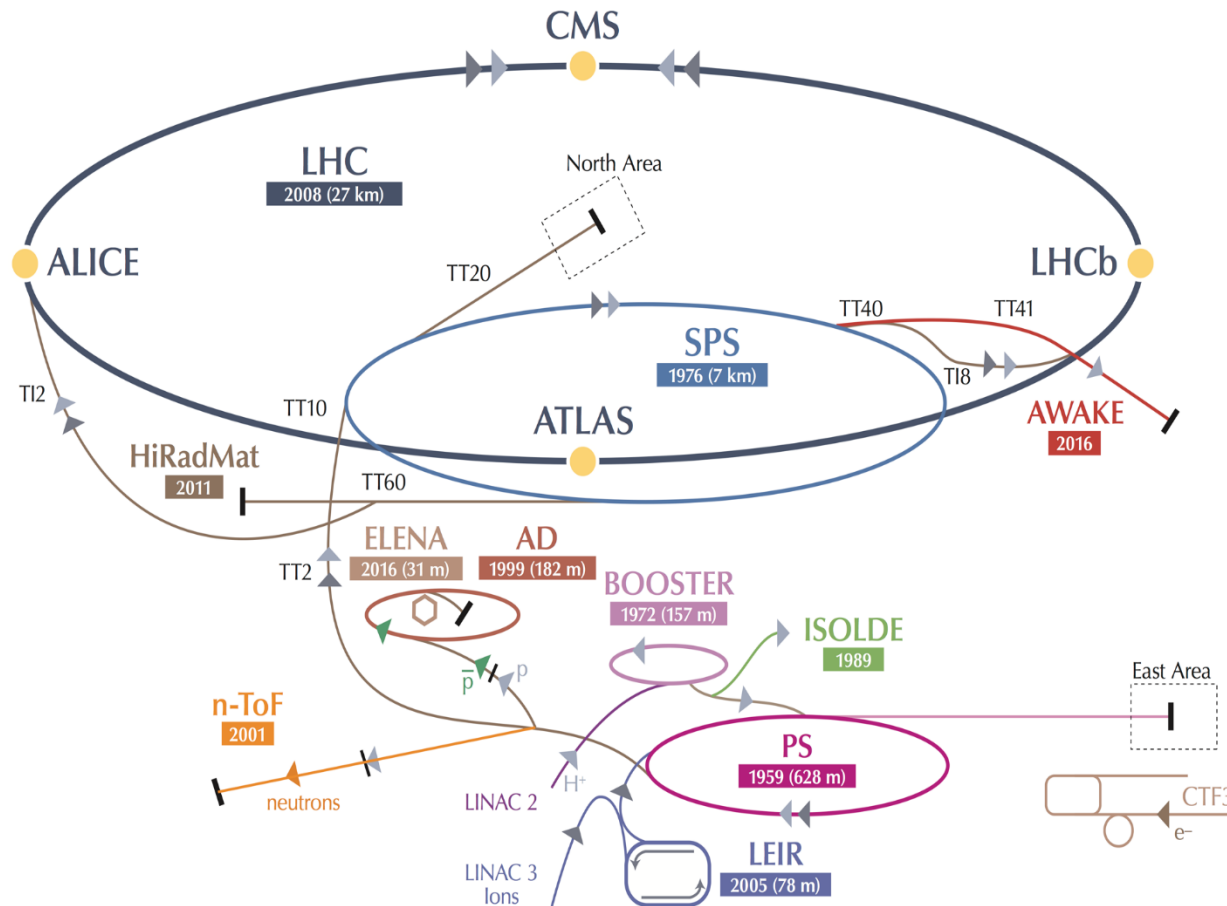 CMS
LHC
2008 (27 km)
North Area
ALICE
LHCb
TT20
TT40
TT41
SPS
1976 (7 km)
TI8
TI2
TT10
ATLAS
AWAKE
2016
HiRadMat
2011
TT60
ELENA
2016 (31 m)
AD
1999 (182 m)
TT2
BOOSTER
1972 (157 m)
ISOLDE
1989
p̅
p
East Area
n-ToF
2001
PS
1959 (628 m)
neutrons
LINAC 2
H⁺
CTF3
e⁻
LEIR
2005 (78 m)
LINAC 3
Ions